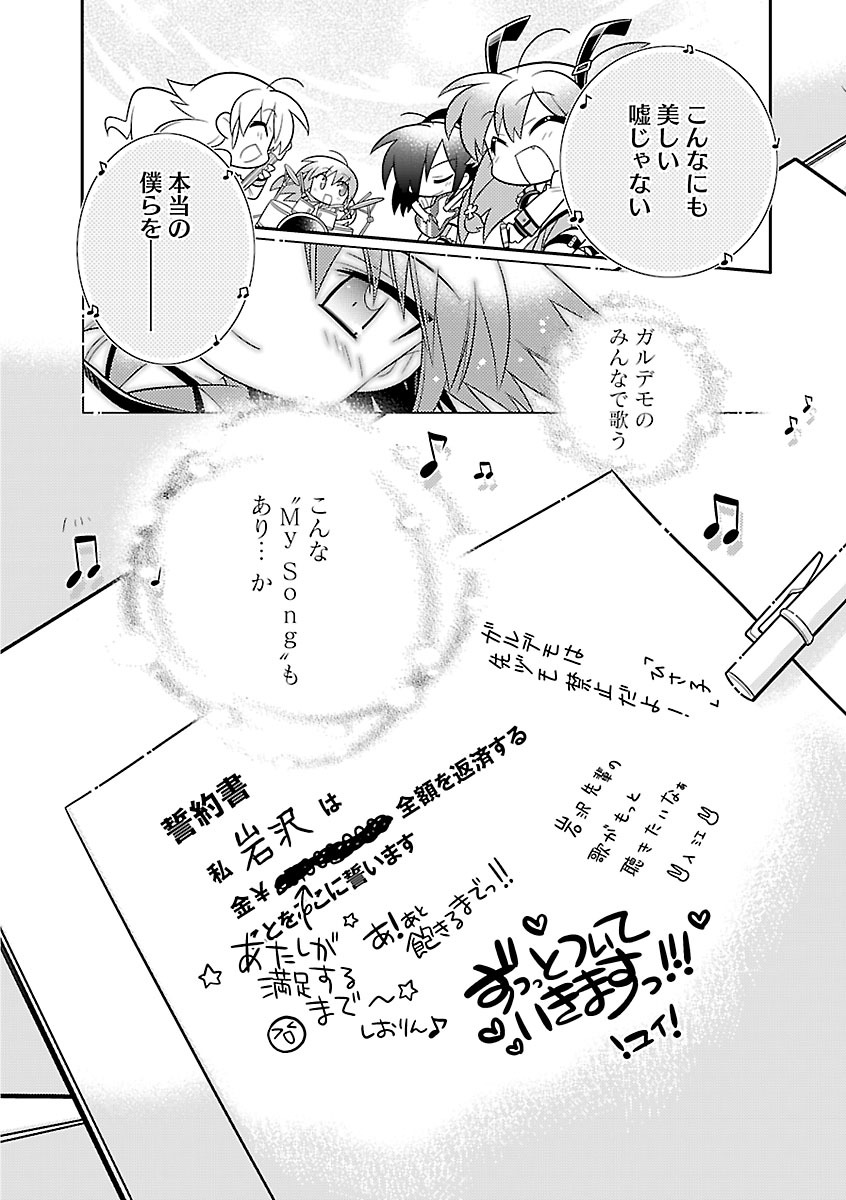 こんなにも
美しい
嘘じゃない
本当の
僕らを――
ガルデモの
みんなで歌う
こんな
“My Song”も
あり…か
ガルデモは
先ヅモ禁止だよー!
「ひさ子」
岩沢先輩の
歌がもっと
聴きたいなぁ
入江
誓約書
私 岩沢 は
金¥ 全額を返済する
ことをここに誓います
あたしが
満足する
まで〜☆
しおりん♪
あ!あと
飽きるまでっ!!
ずっとついて
いきますっ!!!
!ユイ!